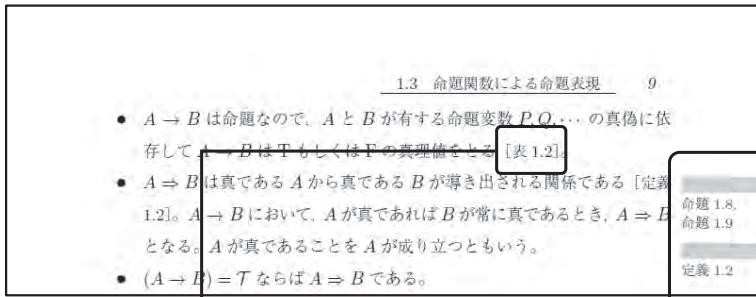 1.3 命題関数による命題表現 9
● A → B は命題なので，A と B が有する命題変数 P, Q, ⋯ の真偽に依
存して A → B は T もしくは F の真理値をとる［表 1.2］。
● A ⇒ B は真である A から真である B が導き出される関係である［定義
1.2］。A → B において，A が真であれば B が常に真であるとき，A ⇒ B
となる。A が真であることを A が成り立つともいう。
● (A → B) = 𝒯 ならば A ⇒ B である。
命題 1.8,
命題 1.9
定義 1.2